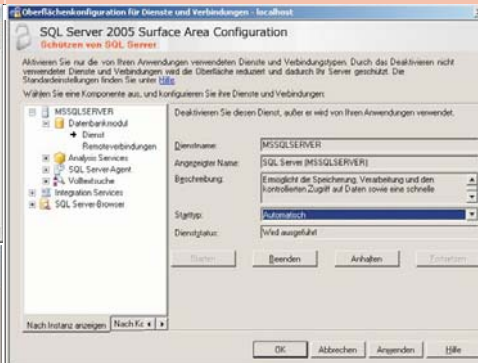 Oberflächenkonfiguration für Dienste und Verbindungen - localhost
SQL Server 2005 Surface Area Configuration
Schützen von SQL Server
Aktivieren Sie nur die von Ihren Anwendungen verwendeten Dienste und Verbindungstypen. Durch das Deaktivieren nicht
verwendeter Dienste und Verbindungen wird die Oberfläche reduziert und dadurch Ihr Server geschützt. Die
Standardeinstellungen finden Sie unter Hilfe.
Wählen Sie eine Komponente aus, und konfigurieren Sie ihre Dienste und Verbindungen:
MSSQLSERVER
Datenbankmodul
Dienst
Remoteverbindungen
Analysis Services
SQL Server-Agent
Volltextsuche
Integration Services
SQL Server-Browser
Nach Instanz anzeigen
Nach Kc
Deaktivieren Sie diesen Dienst, außer er wird von Ihren Anwendungen verwendet.
Dienstname: MSSQLSERVER
Angezeigter Name: SQL Server (MSSQLSERVER)
Beschreibung: Ermöglicht die Speicherung, Verarbeitung und den
kontrollierten Zugriff auf Daten sowie eine schnelle
Starttyp: Automatisch
Dienststatus: Wird ausgeführt
Starten Beenden Anhalten Fortsetzen
OK Abbrechen Anwenden Hilfe